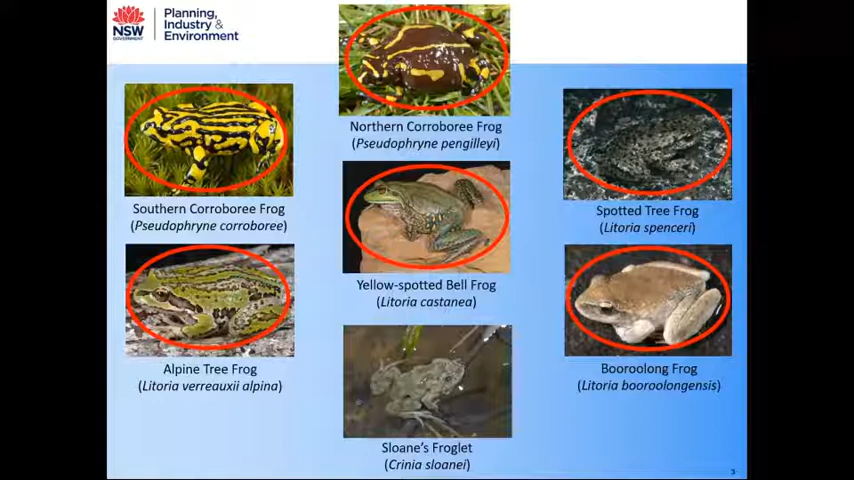 NSW
GOVERNMENT
Planning,
Industry &
Environment
Northern Corroboree Frog
(Pseudophryne pengilleyi)
Southern Corroboree Frog
(Pseudophryne corroboree)
Spotted Tree Frog
(Litoria spenceri)
Yellow-spotted Bell Frog
(Litoria castanea)
Alpine Tree Frog
(Litoria verreauxii alpina)
Booroolong Frog
(Litoria booroolongensis)
Sloane's Froglet
(Crinia sloanei)
3